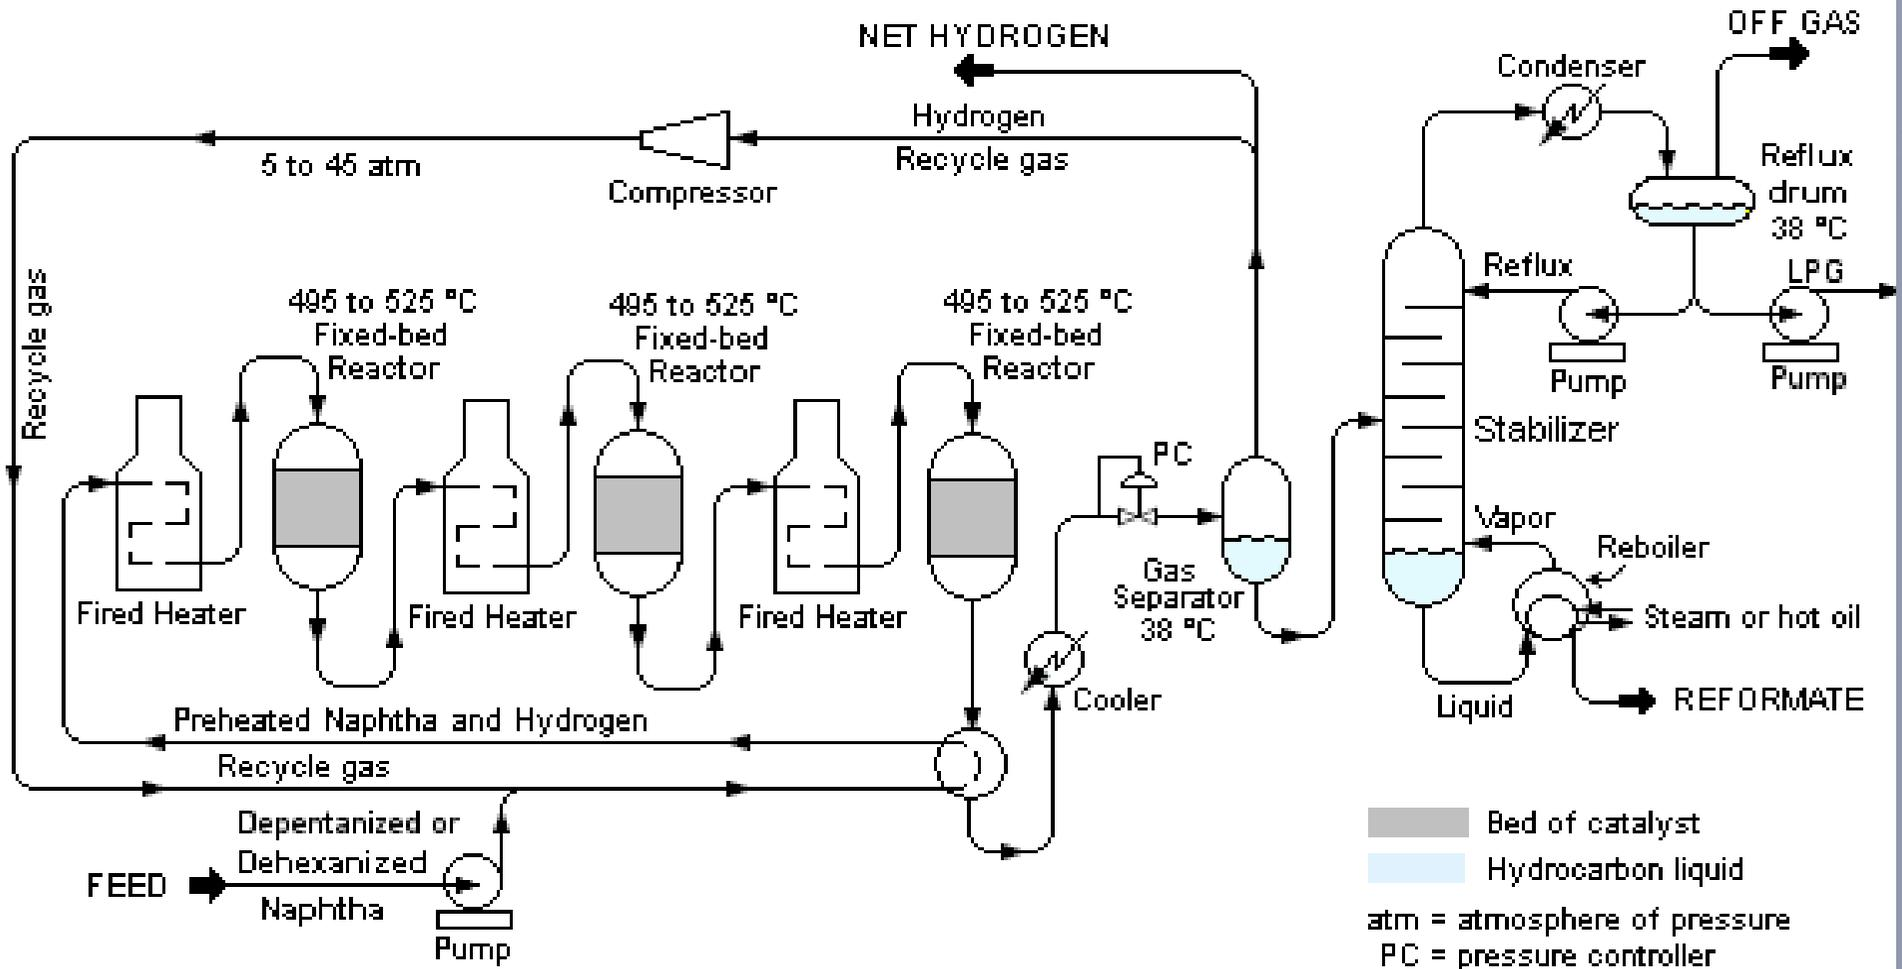 OFF GAS
NET HYDROGEN
Condenser
Hydrogen
Recycle gas
5 to 45 atm
Compressor
Reflux
drum
38 °C
Recycle gas
495 to 525 °C
Fixed-bed
Reactor
495 to 525 °C
Fixed-bed
Reactor
495 to 525 °C
Fixed-bed
Reactor
Reflux
LPG
Pump
Pump
Stabilizer
PC
Vapor
Reboiler
Gas
Separator
38 °C
Steam or hot oil
Fired Heater
Fired Heater
Fired Heater
Cooler
Liquid
REFORMATE
Preheated Naphtha and Hydrogen
Recycle gas
Depentanized or
Dehexanized
Naphtha
FEED
Pump
Bed of catalyst
Hydrocarbon liquid
atm = atmosphere of pressure
PC = pressure controller